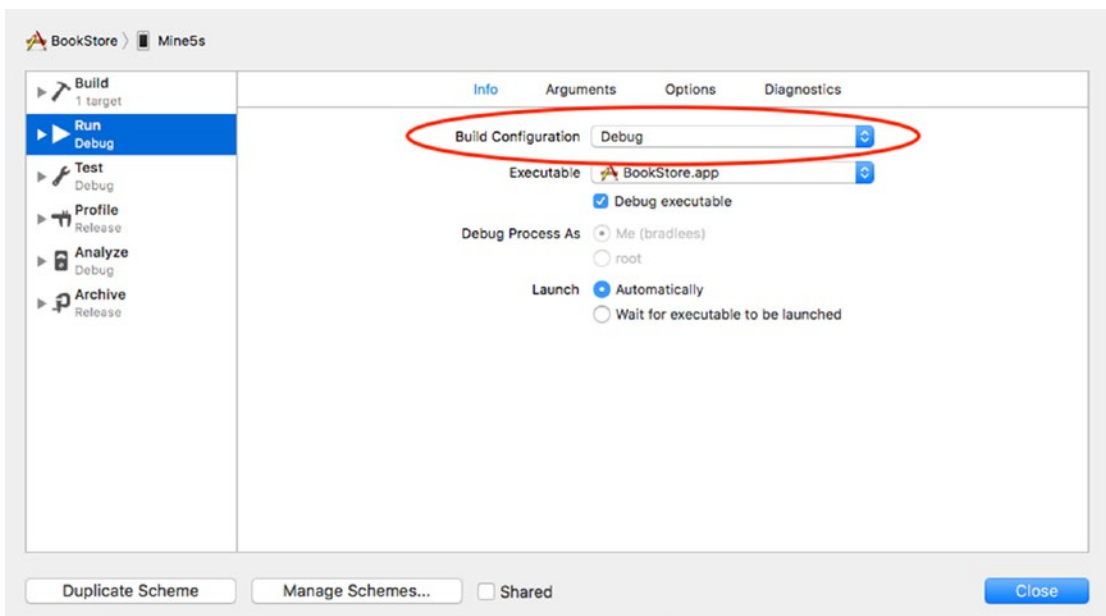 BookStore 〉 Mine5s
Build
1 target
Run
Debug
Test
Debug
Profile
Release
Analyze
Debug
Archive
Release
Info Arguments Options Diagnostics
Build Configuration Debug
Executable BookStore.app
Debug executable
Debug Process As Me (bradlees)
root
Launch Automatically
Wait for executable to be launched
Duplicate Scheme Manage Schemes... Shared Close